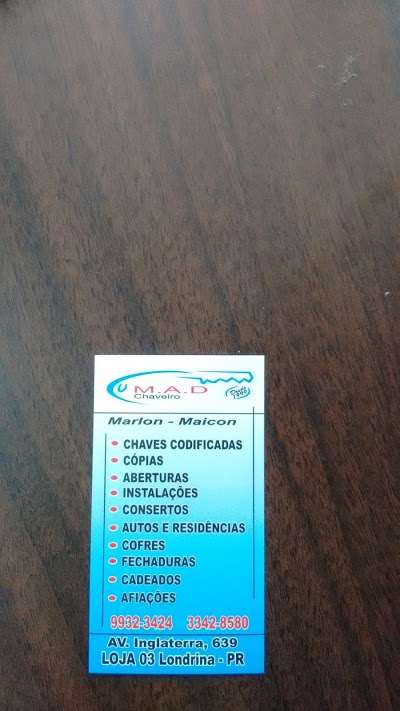 M.A.D
Chaveiro
Desde
Marlon - Maicon
CHAVES CODIFICADAS
CÓPIAS
ABERTURAS
INSTALAÇÕES
CONSERTOS
AUTOS E RESIDÊNCIAS
COFRES
FECHADURAS
CADEADOS
AFIAÇÕES
9932-3424 3342-8580
AV. Inglaterra, 639
LOJA 03 Londrina - PR